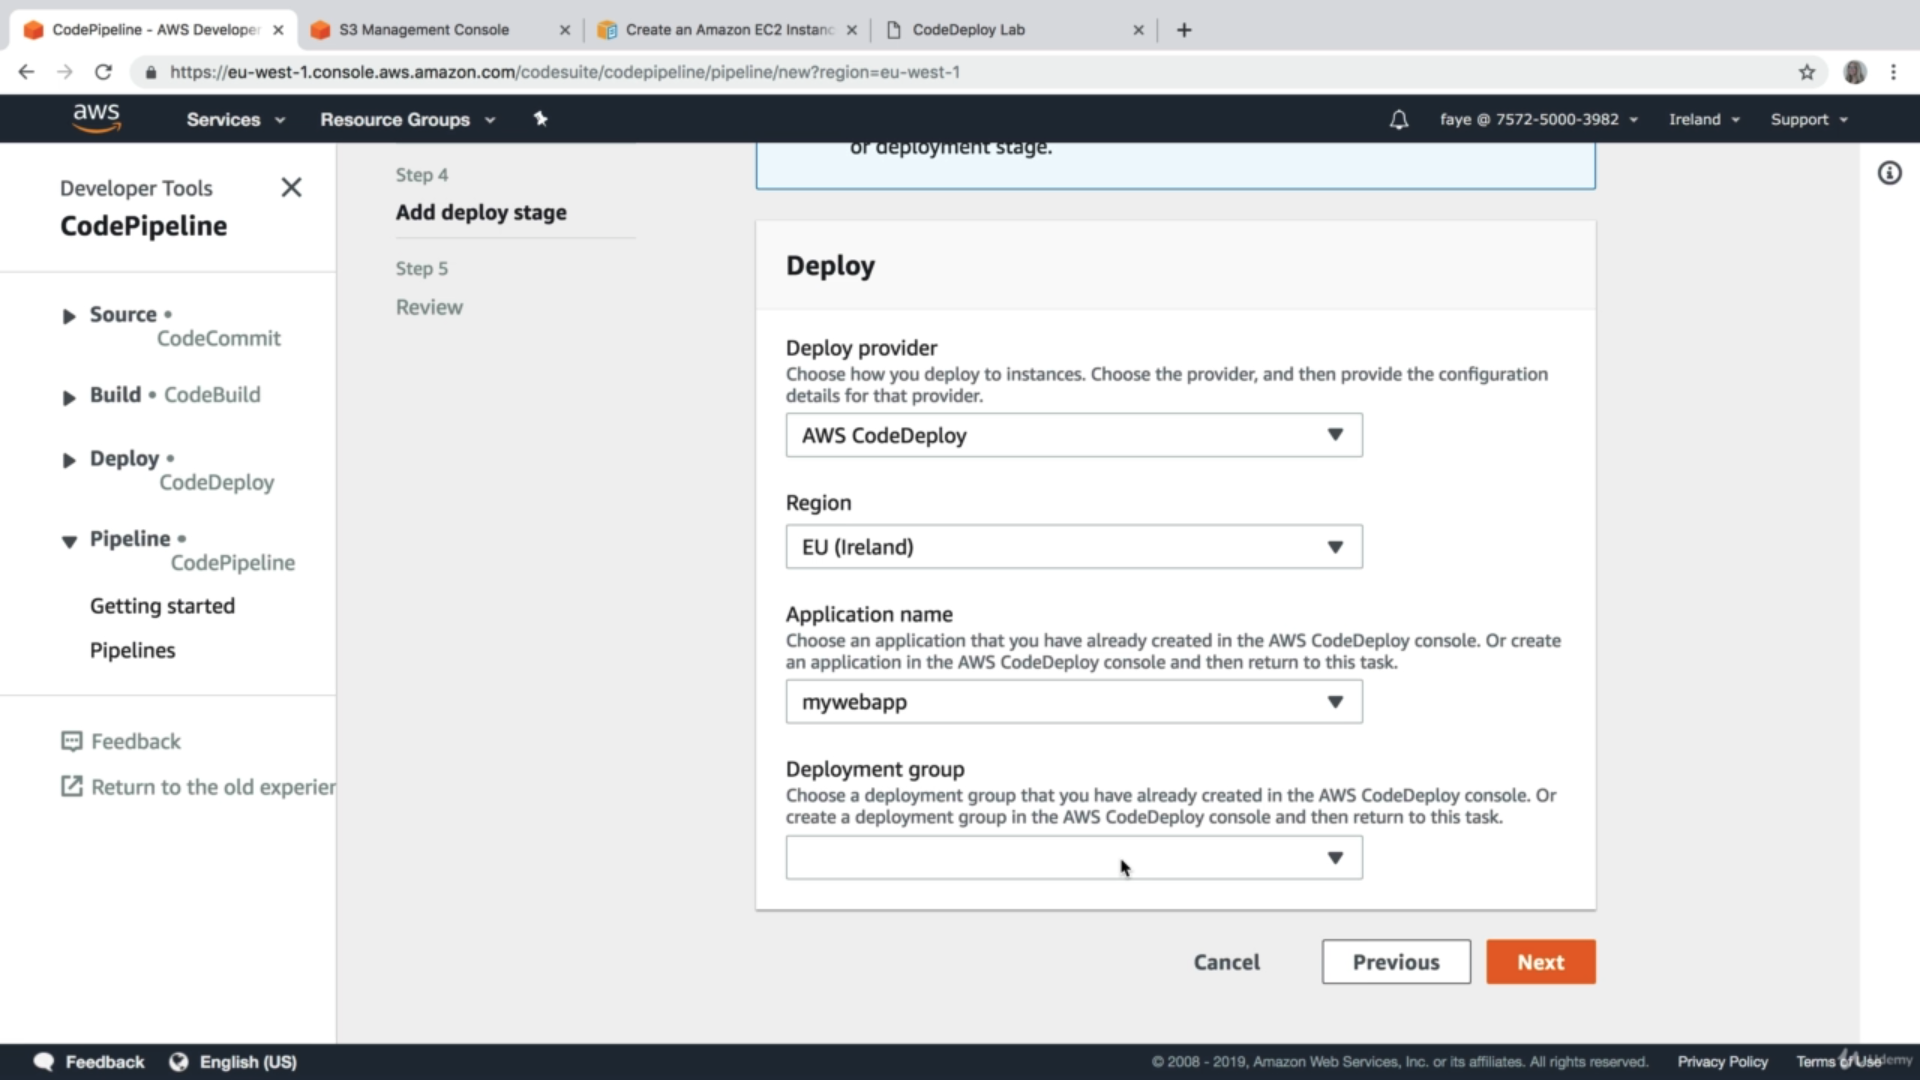 CodePipeline - AWS Developer
S3 Management Console
Create an Amazon EC2 Instanc
CodeDeploy Lab
https://eu-west-1.console.aws.amazon.com/codesuite/codepipeline/pipeline/new?region=eu-west-1
aws
Services
Resource Groups
faye @ 7572-5000-3982
Ireland
Support
Developer Tools
CodePipeline
Source •
CodeCommit
Build • CodeBuild
Deploy •
CodeDeploy
Pipeline •
CodePipeline
Getting started
Pipelines
Feedback
Return to the old experier
Step 4
Add deploy stage
Step 5
Review
or deployment stage.
Deploy
Deploy provider
Choose how you deploy to instances. Choose the provider, and then provide the configuration
details for that provider.
AWS CodeDeploy
Region
EU (Ireland)
Application name
Choose an application that you have already created in the AWS CodeDeploy console. Or create
an application in the AWS CodeDeploy console and then return to this task.
mywebapp
Deployment group
Choose a deployment group that you have already created in the AWS CodeDeploy console. Or
create a deployment group in the AWS CodeDeploy console and then return to this task.
Cancel
Previous
Next
Feedback
English (US)
© 2008 - 2019, Amazon Web Services, Inc. or its affiliates. All rights reserved.
Privacy Policy
Terms of Use